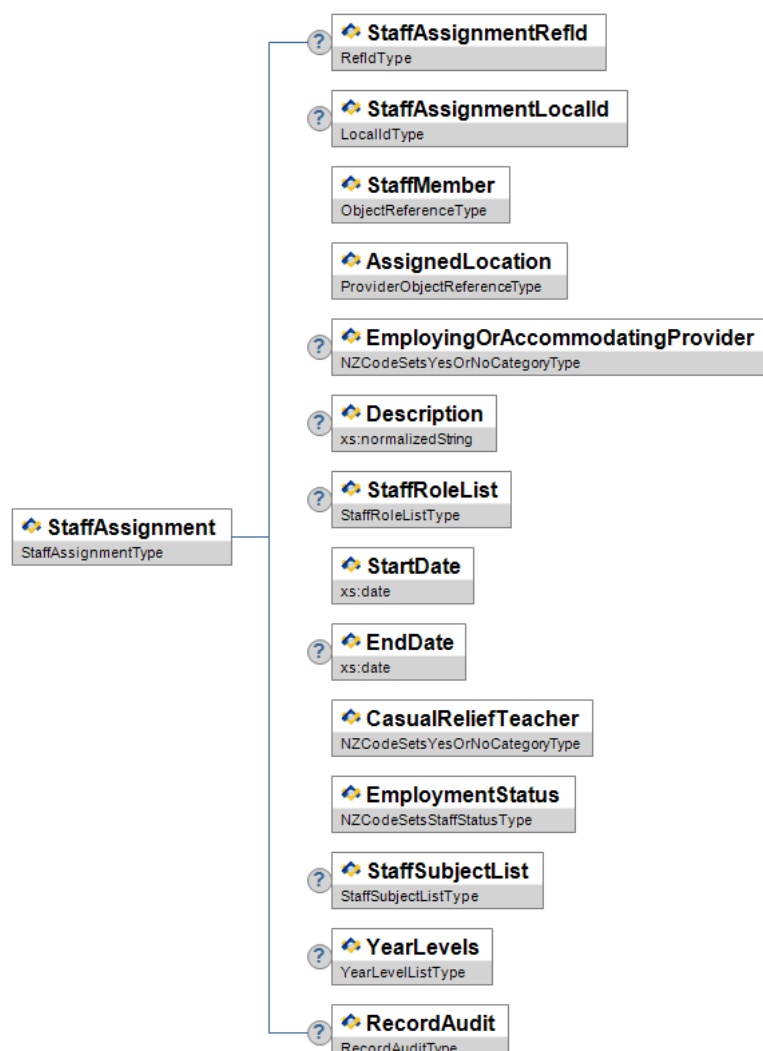 ?
StaffAssignmentRefId
RefIdType
?
StaffAssignmentLocalId
LocalIdType
StaffMember
ObjectReferenceType
AssignedLocation
ProviderObjectReferenceType
?
EmployingOrAccommodatingProvider
NZCodeSetsYesOrNoCategoryType
?
Description
xs:normalizedString
?
StaffRoleList
StaffRoleListType
StaffAssignment
StaffAssignmentType
StartDate
xs:date
?
EndDate
xs:date
CasualReliefTeacher
NZCodeSetsYesOrNoCategoryType
EmploymentStatus
NZCodeSetsStaffStatusType
?
StaffSubjectList
StaffSubjectListType
?
YearLevels
YearLevelListType
?
RecordAudit
RecordAuditType